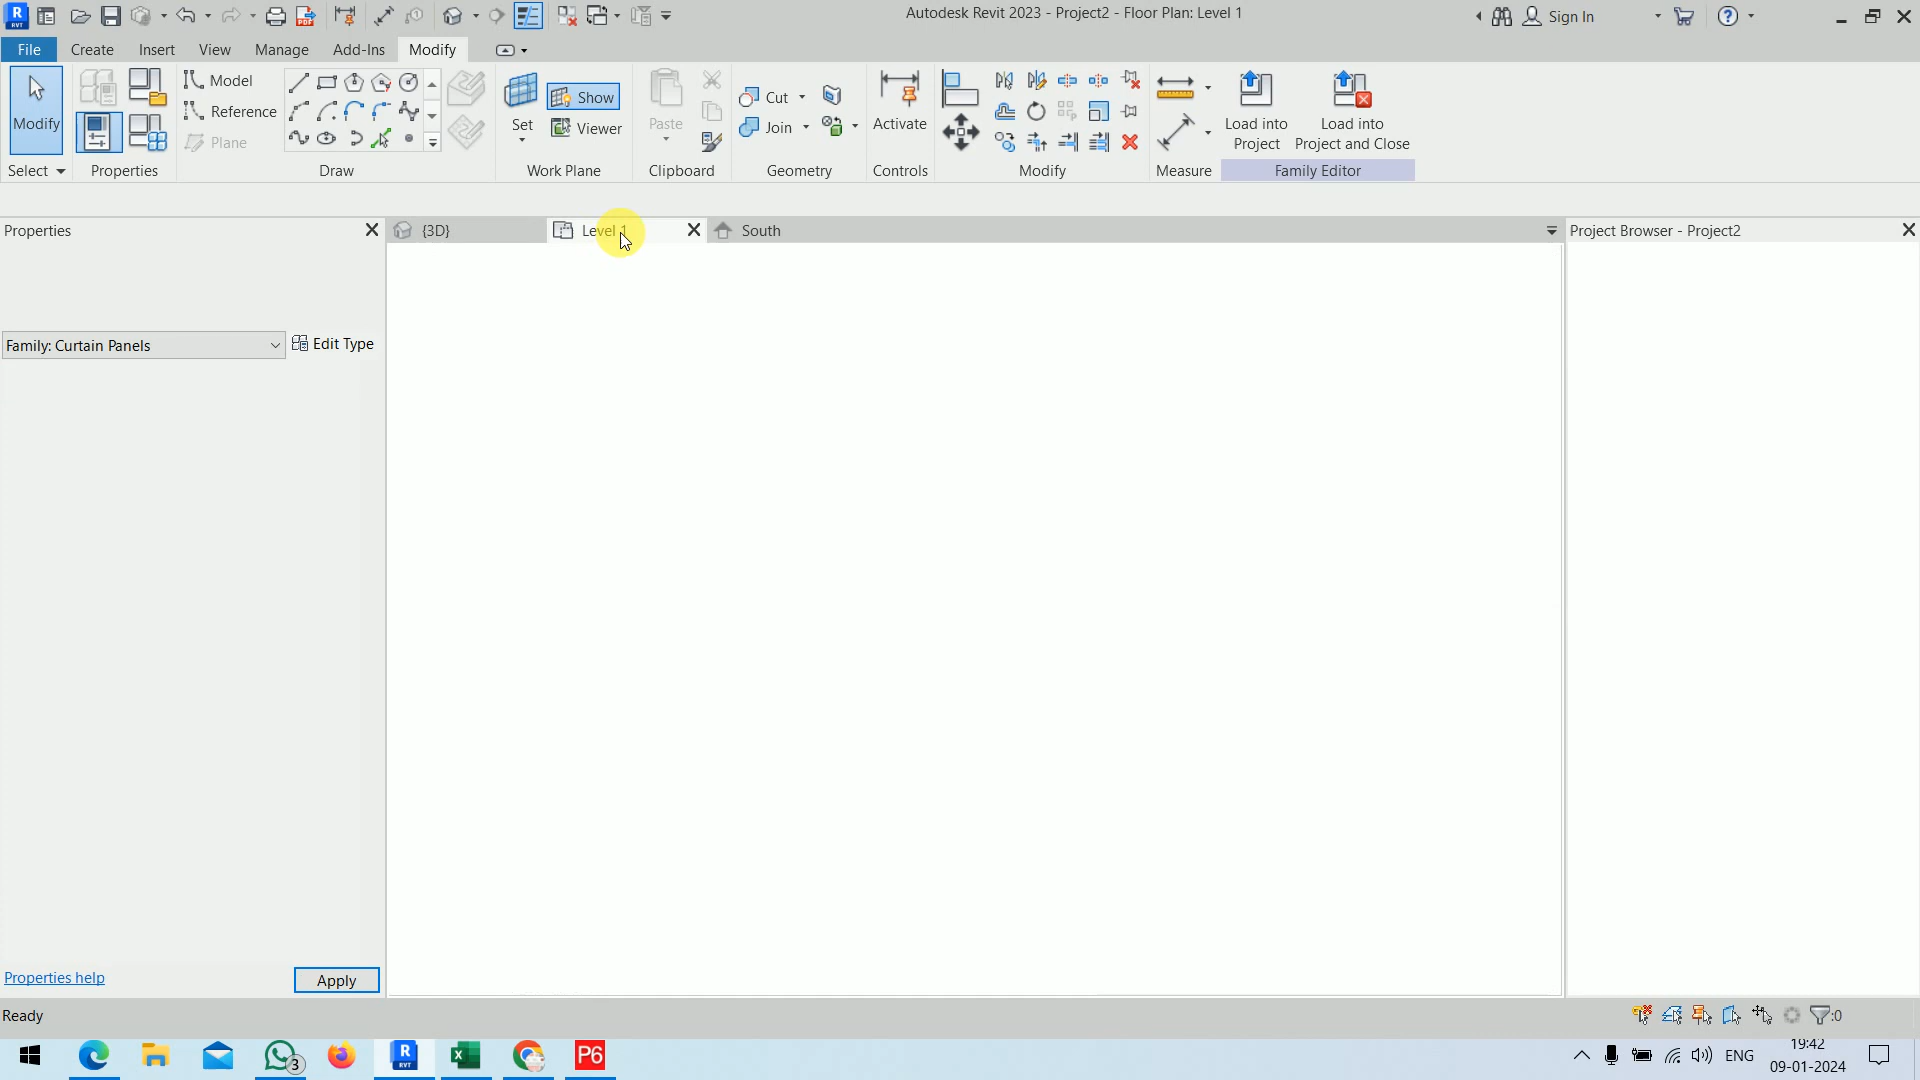 Autodesk Revit 2023 - Project2 - Floor Plan: Level 1
Sign In
File Create Insert View Manage Add-Ins Modify
Modify
Model
Reference
Plane
Set
Show
Viewer
Paste
Cut
Join
Activate
Load into
Project
Load into
Project and Close
Select Properties Draw Work Plane Clipboard Geometry Controls Modify Measure Family Editor
Properties
{3D} Level 1 South
Project Browser - Project2
Family: Curtain Panels Edit Type
Properties help Apply
Ready
:0
3
R
RVT
P6
ENG
19:42
09-01-2024